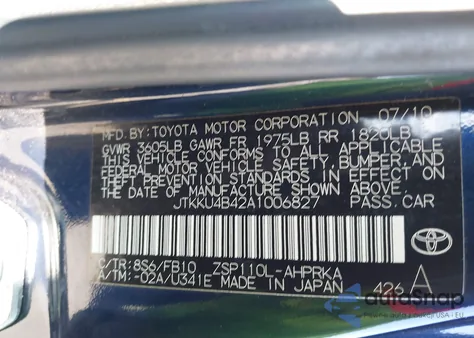 MFD. BY: TOYOTA MOTOR CORPORATION 07/10
GVWR 3605LB GAWR FR 1975LB RR 1820LB
THIS VEHICLE CONFORMS TO ALL APPLICABLE
FEDERAL MOTOR VEHICLE SAFETY, BUMPER, AND
THEFT PREVENTION STANDARDS IN EFFECT ON
THE DATE OF MANUFACTURE SHOWN ABOVE.
JTKKU4B42A1006827 PASS.CAR
C/TR: 8S6/FB10 ZSP110L-AHPRKA
A/TM: -02A/U341E MADE IN JAPAN 426
TOYOTA
autosnap